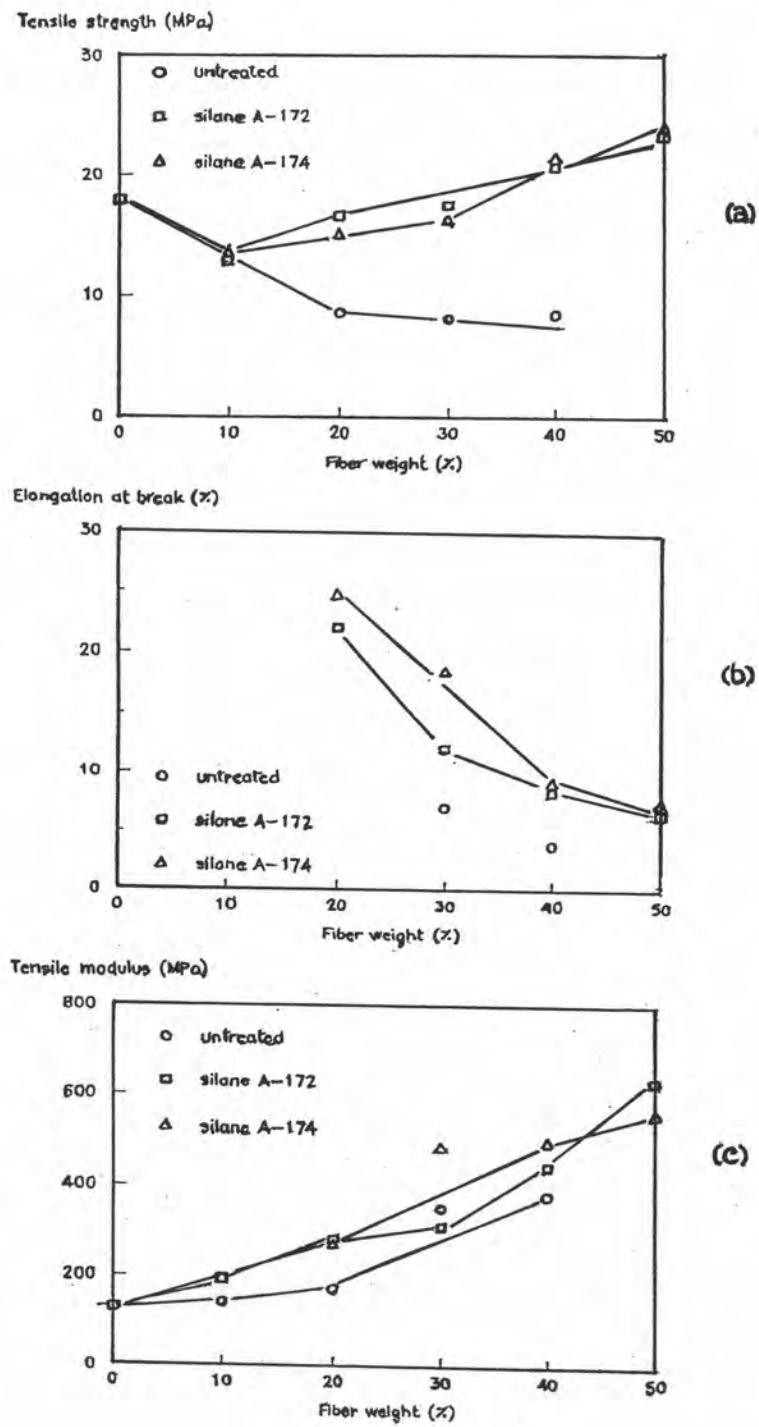 Tensile strength (MPa)
30
untreated
silane A-172
20
silane A-174
(a)
10
0
0 10 20 30 40 50
Fiber weight (%)
Elongation at break (%)
30
20
(b)
10
untreated
silone A-172
silane A-174
0
0 10 20 30 40 50
Fiber weight (%)
Tensile modulus (MPa)
800
untreated
600
silane A-172
silane A-174
(c)
400
200
0
0 10 20 30 40 50
Fiber weight (%)